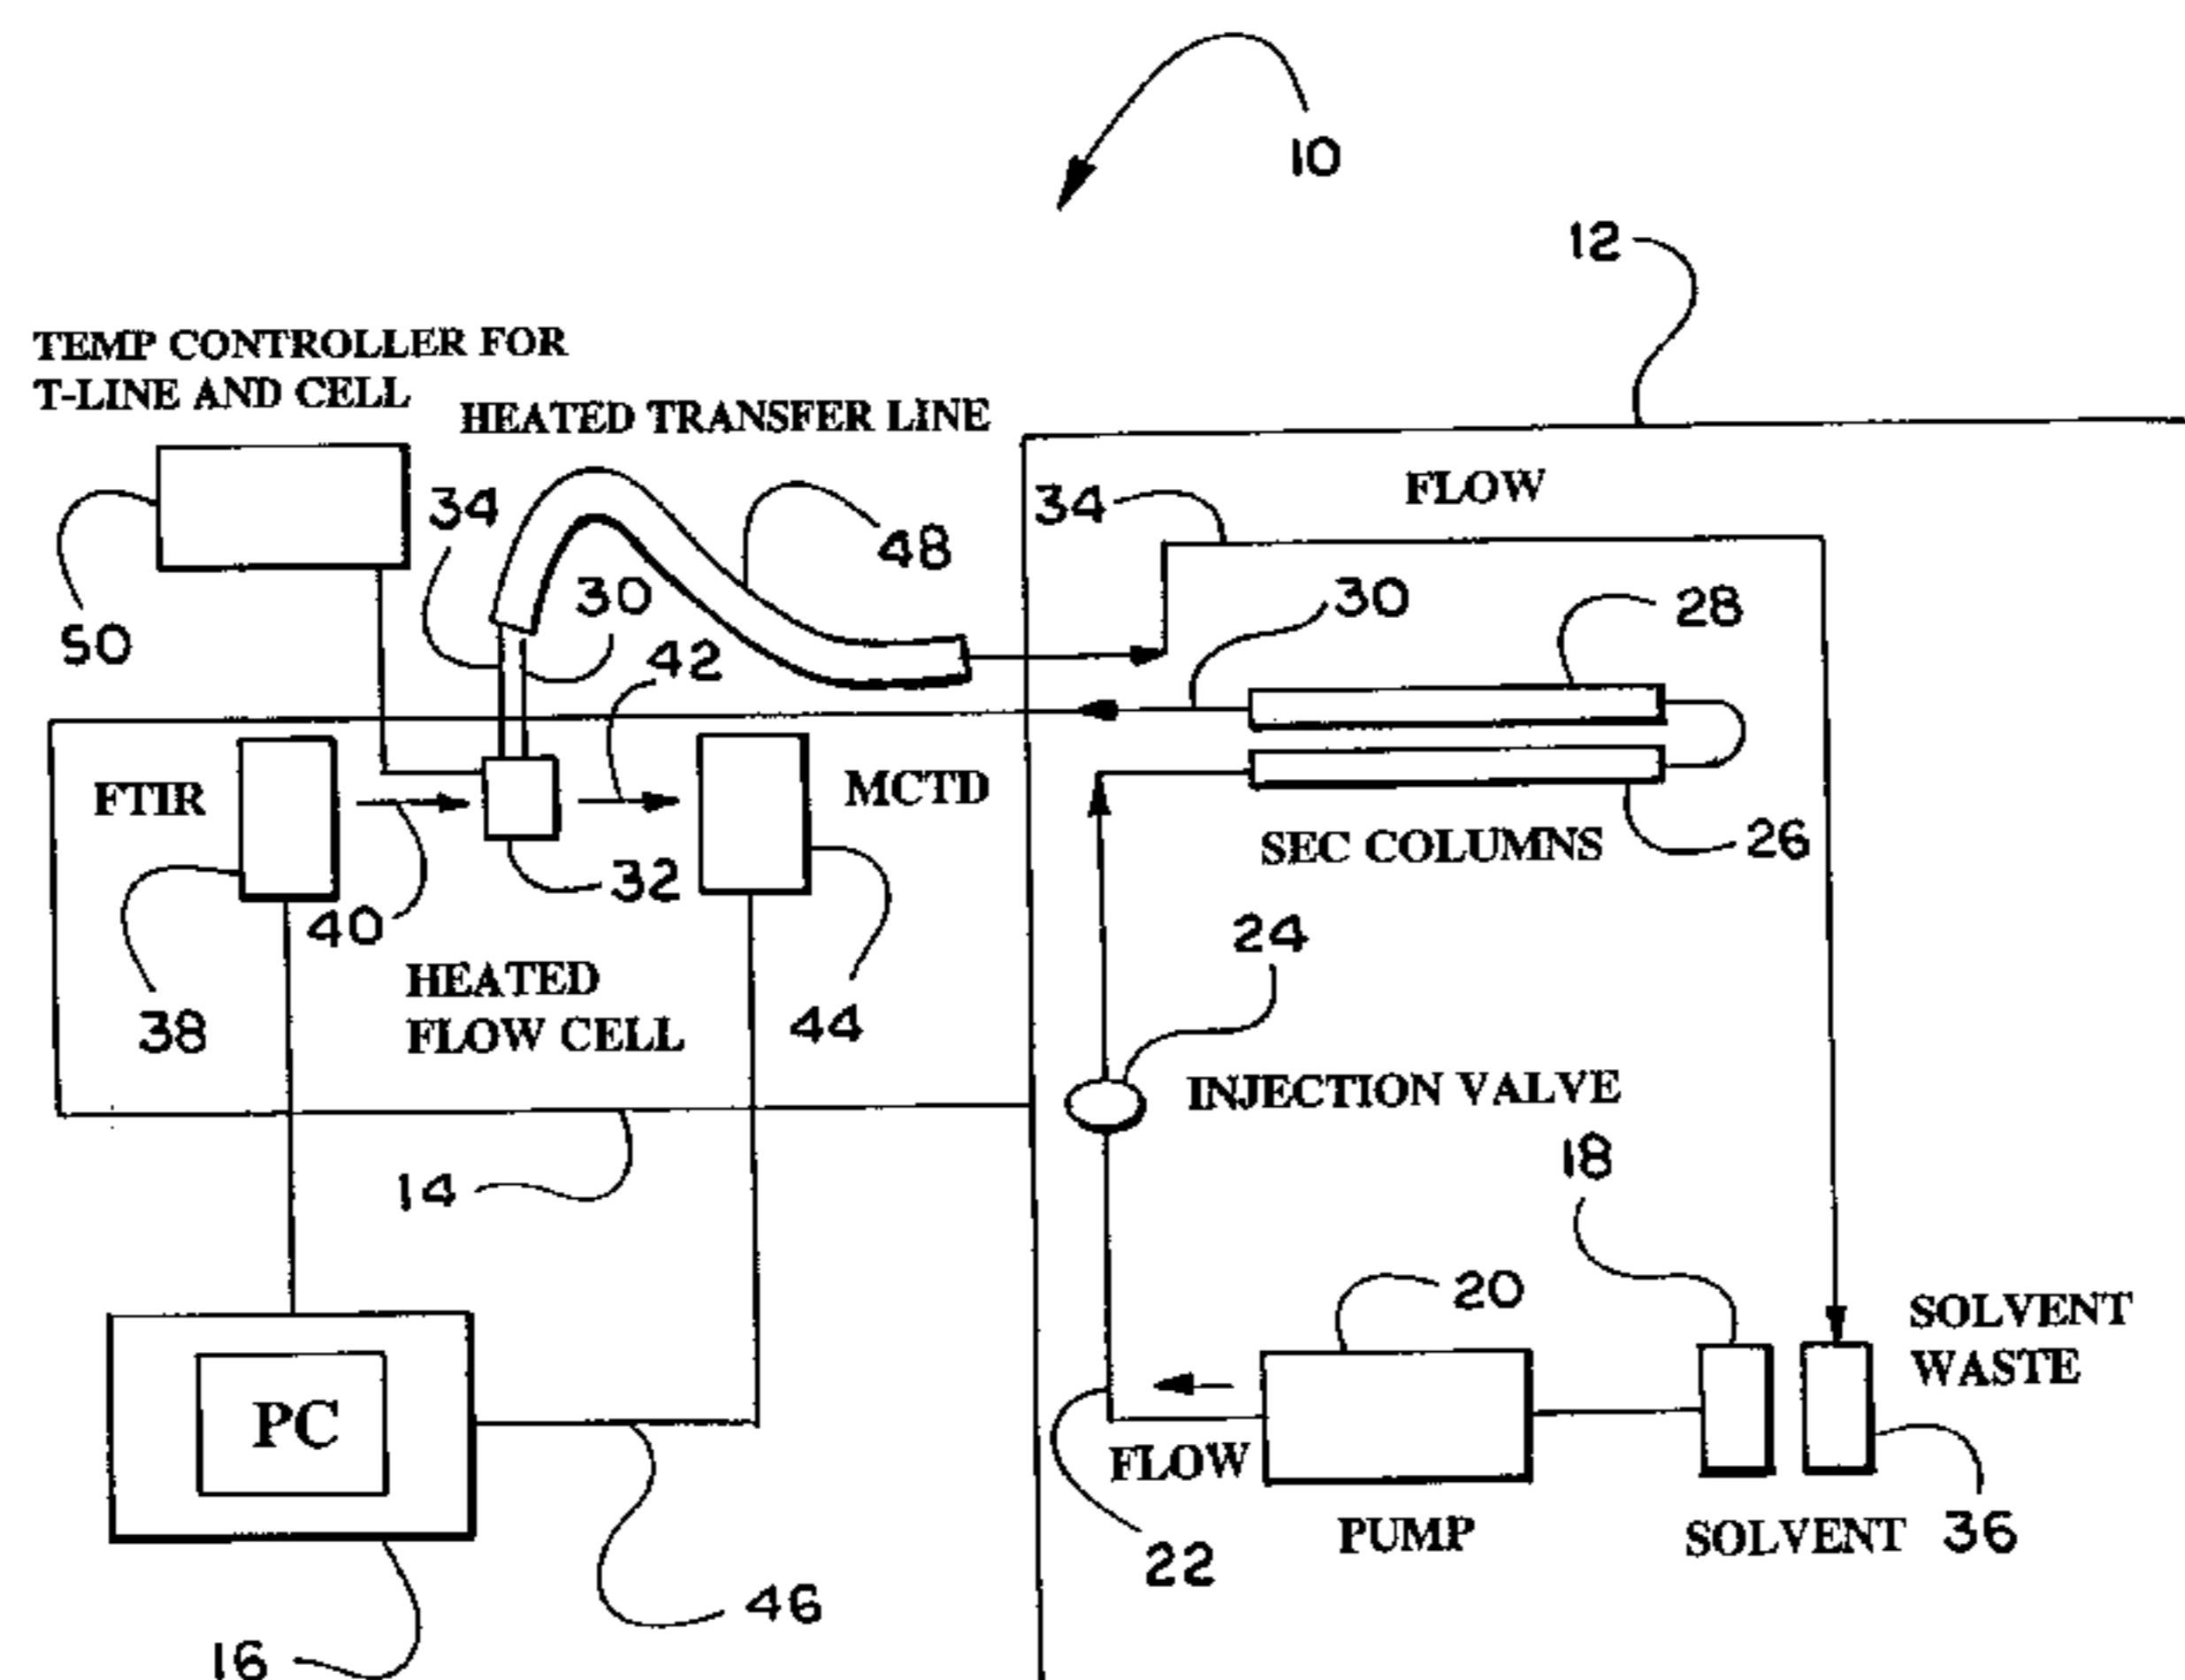 10
12
TEMP CONTROLLER FOR
T-LINE AND CELL
HEATED TRANSFER LINE
FLOW
34
34
48
30
30
28
50
42
FTIR
MCTD
SEC COLUMNS
26
32
40
24
HEATED
FLOW CELL
38
44
INJECTION VALVE
18
14
20
SOLVENT
WASTE
PC
FLOW
PUMP
SOLVENT
36
22
46
16